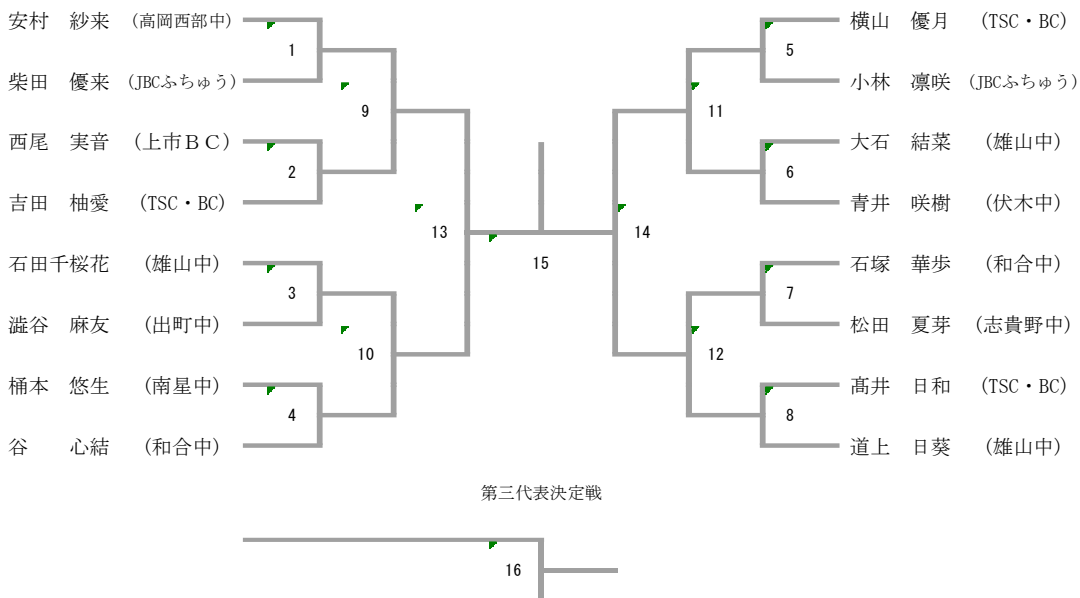 安村　紗来　(高岡西部中)
1
柴田　優来　(JBCふちゅう)
9
西尾　実音　(上市ＢＣ)
2
吉田　柚愛　(TSC・BC)
13
石田千桜花　(雄山中)
3
澁谷　麻友　(出町中)
10
桶本　悠生　(南星中)
4
谷　　心結　(和合中)
15
横山　優月　(TSC・BC)
5
小林　凛咲　(JBCふちゅう)
11
大石　結菜　(雄山中)
6
青井　咲樹　(伏木中)
14
石塚　華歩　(和合中)
7
松田　夏芽　(志貴野中)
12
髙井　日和　(TSC・BC)
8
道上　日葵　(雄山中)
第三代表決定戦
16